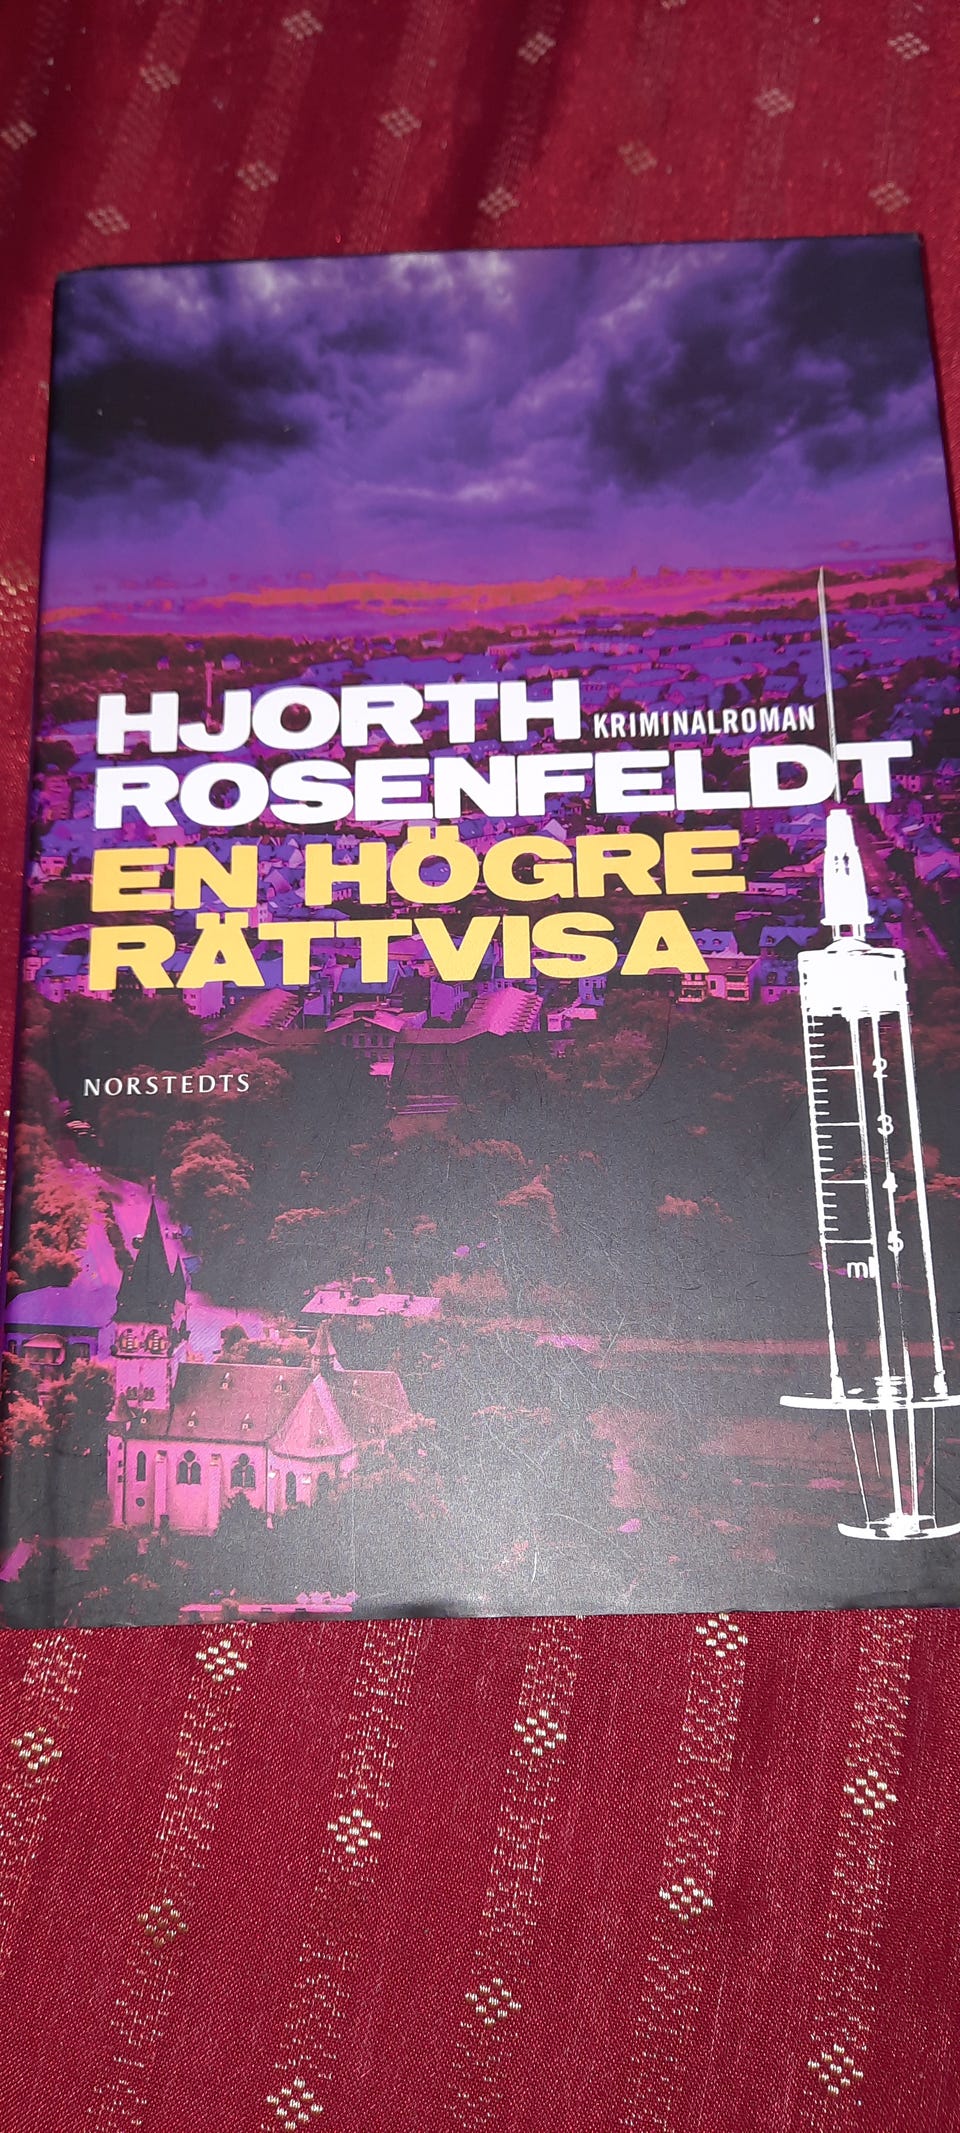 HJORTH KRIMINALROMAN
ROSENFELDT
EN HÖGRE
RÄTTVISA
NORSTEDTS
2
3
4
5
ml